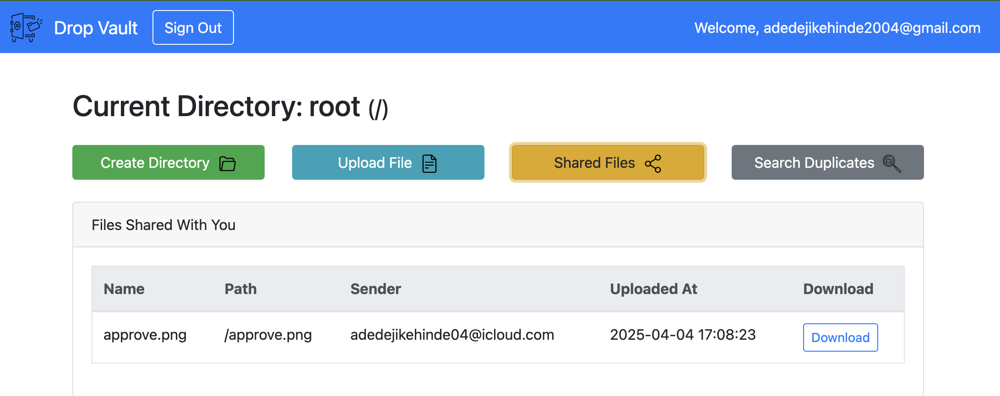 Drop Vault Sign Out Welcome, adedejikehinde2004@gmail.com
Current Directory: root (/)
Create Directory Upload File Shared Files Search Duplicates
Files Shared With You
Name Path Sender Uploaded At Download
approve.png /approve.png adedejikehinde04@icloud.com 2025-04-04 17:08:23 Download